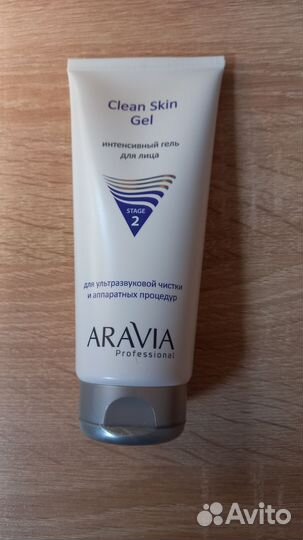 Clean Skin
Gel
интенсивный гель
для лица
STAGE
2
для ультразвуковой чистки
и аппаратных процедур
ARAVIA
Professional
Avito